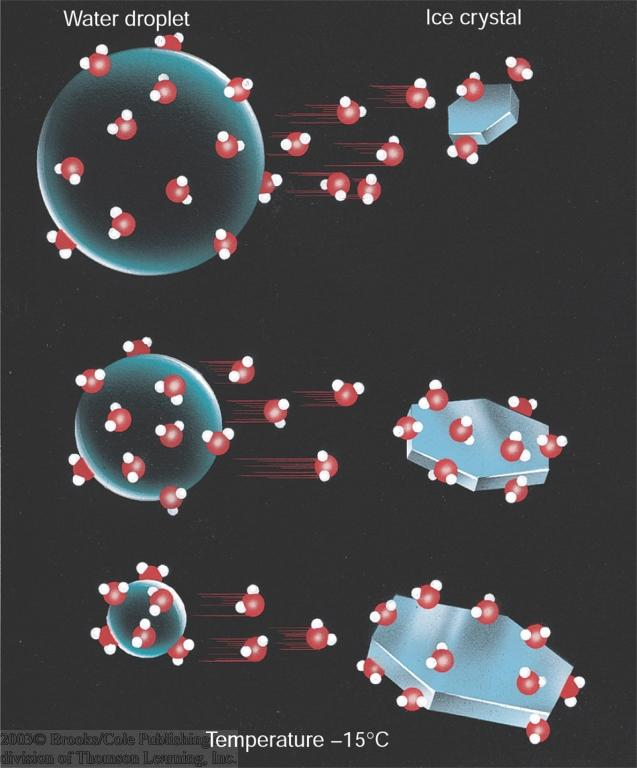 Water droplet
Ice crystal
Temperature –15°C
2003© Brooks/Cole Publishing
division of Thomson Learning, Inc.